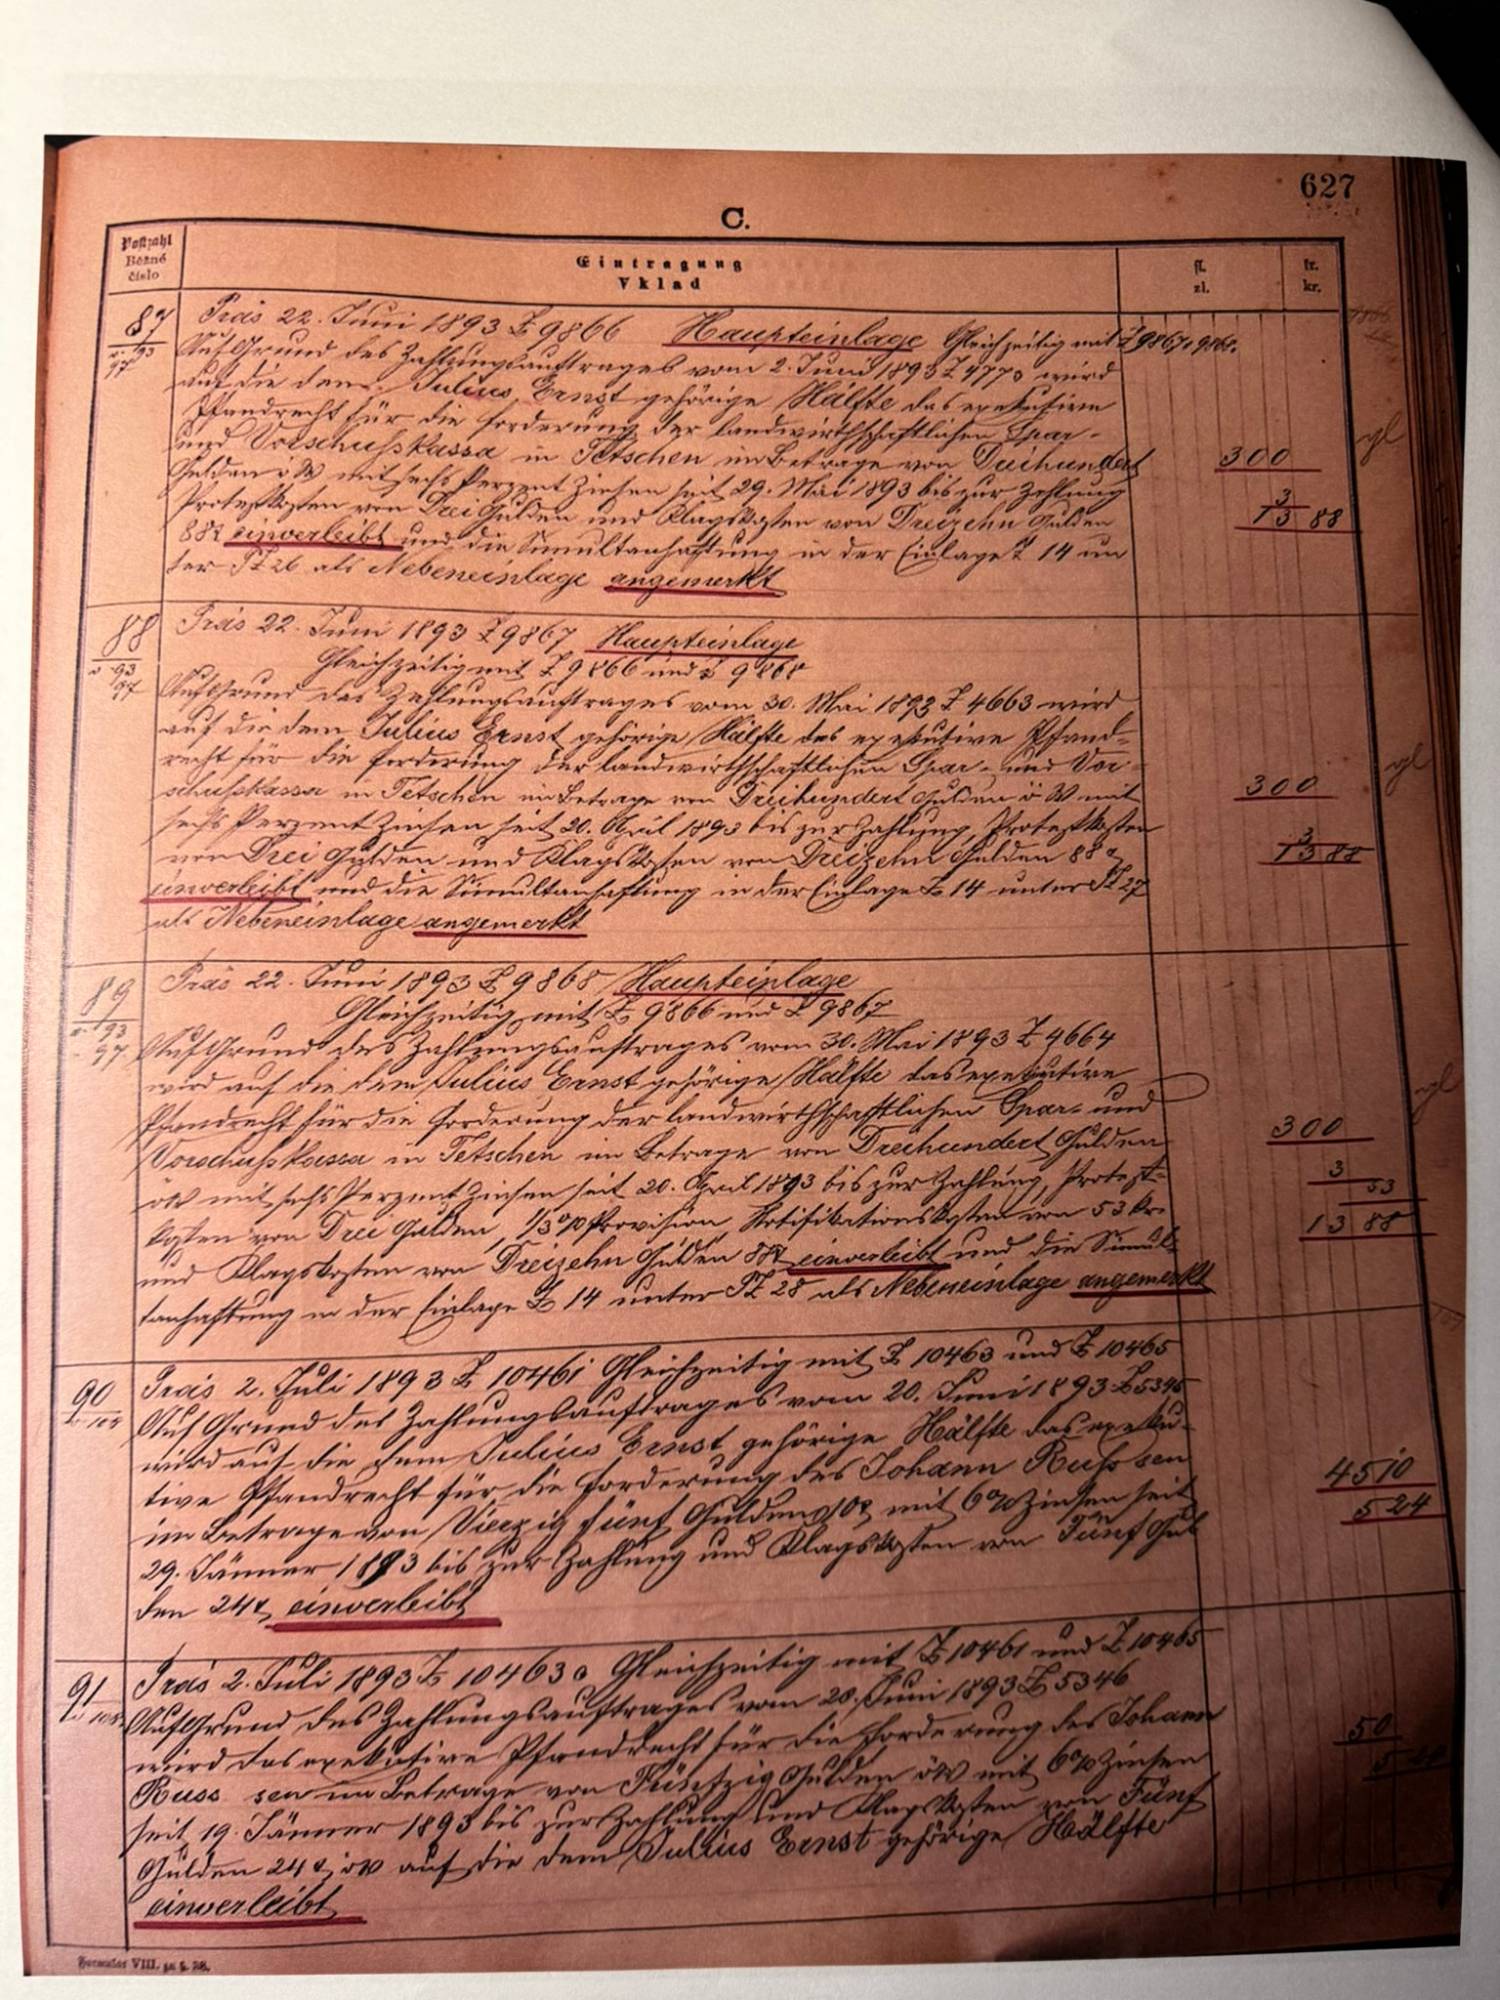 627
C.
Postzahl
Běžné
číslo
Eintragung
Vklad
fl.
zl.
kr.
kr.
87
Präs 22. Juni 1893 Z 9866 Haupteinlage Gleichzeitig mit Z 9867 u 9868.
Auf Grund des Zahlungsauftrages vom 2. Juni 1893 Z 4770 wird
auf die dem Julius Ernst gehörige Hälfte das exekutive
Pfandrecht für die Forderung der landwirthschaftlichen Spar-
und Vorschußkassa in Tetschen im Betrage von Dreihundert
300
Gulden öW mit sechs Perzent Zinsen seit 29. Mai 1893 bis zur Zahlung
Protestkosten von Drei Gulden und Klagskosten von Dreizehn Gulden
3
13 88
88 einverleibt und die Simultanhaftung in der Einlage Z 14 un
ter PZ 26 als Nebeneinlage angemerkt
88
Präs 22. Juni 1893 Z 9867 Haupteinlage
Gleichzeitig mit Z 9866 und Z 9868
Auf Grund des Zahlungsauftrages vom 30. Mai 1893 Z 4663 wird
auf die dem Julius Ernst gehörige Hälfte das exekutive Pfand-
recht für die Forderung der landwirthschaftlichen Spar- und Vor-
schußkassa in Tetschen im Betrage von Dreihundert Gulden ö W mit
300
sechs Perzent Zinsen seit 20. April 1893 bis zur Zahlung, Protestkosten
von Drei Gulden und Klagskosten von Dreizehn Gulden 88
3
13 88
einverleibt und die Simultanhaftung in der Einlage Z 14 unter PZ 27
als Nebeneinlage angemerkt
89
Präs 22. Juni 1893 Z 9868 Haupteinlage
Gleichzeitig mit Z 9866 und Z 9867
Auf Grund des Zahlungsauftrages vom 30. Mai 1893 Z 4664
wird auf die dem Julius Ernst gehörige Hälfte das exekutive
Pfandrecht für die Forderung der landwirthschaftlichen Spar- und
Vorschußkassa in Tetschen im Betrage von Dreihundert Gulden
300
öW mit sechs Perzent Zinsen seit 20. April 1893 bis zur Zahlung, Protest-
3
kosten von Drei Gulden, 1/3 % Provision, Notifikationskosten von 53 kr.
53
und Klagskosten von Dreizehn Gulden 88 einverleibt und die Simul-
13 88
tanhaftung in der Einlage Z 14 unter PZ 28 als Nebeneinlage angemerkt
90
Präs 2. Juli 1893 Z 10461 Gleichzeitig mit Z 10463 und Z 10465
Auf Grund des Zahlungsauftrages vom 20. Juni 1893 Z 5345
wird auf die dem Julius Ernst gehörige Hälfte das exeku-
tive Pfandrecht für die Forderung des Johann Russ sen
im Betrage von Vierzig fünf Gulden 10 mit 6% Zinsen seit
45 10
29. Jänner 1893 bis zur Zahlung und Klagskosten von Fünf Gul
5 24
den 24 einverleibt
91
Präs 2. Juli 1893 Z 10463 Gleichzeitig mit Z 10461 und Z 10465
Auf Grund des Zahlungsauftrages vom 20. Juni 1893 Z 5346
wird das exekutive Pfandrecht für die Forderung des Johann
Russ sen im Betrage von Fünfzig Gulden öW mit 6% Zinsen
50
seit 19. Jänner 1893 bis zur Zahlung und Klagskosten von Fünf
Gulden 24 öW auf die dem Julius Ernst gehörige Hälfte
einverleibt
Formular VIII. zu §. 28.